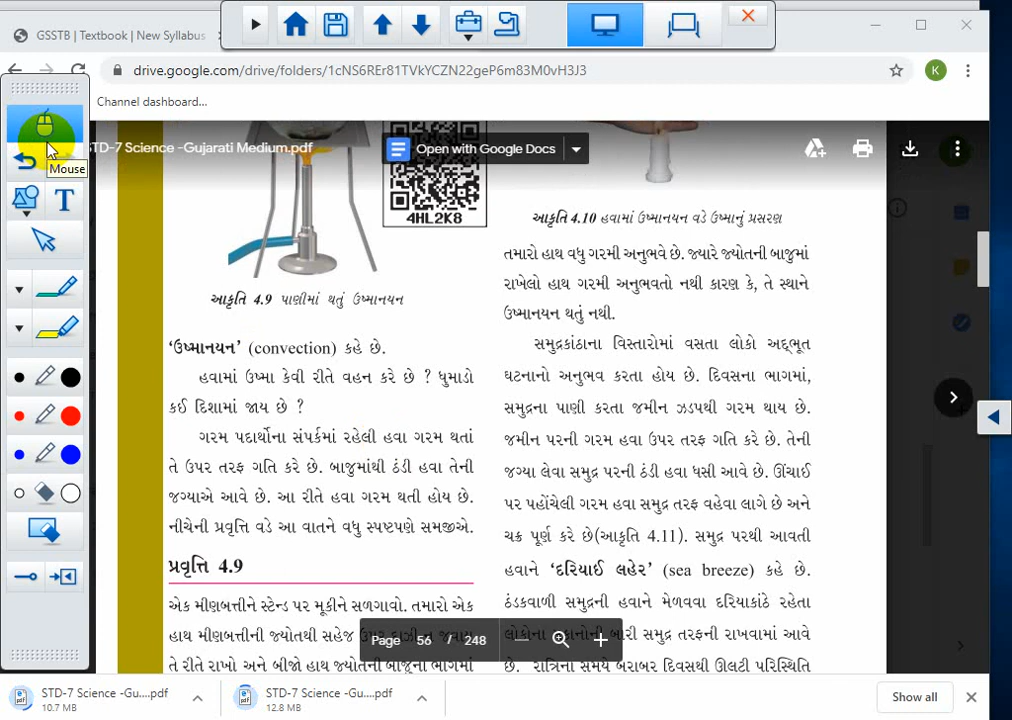 GSSTB | Textbook | New Syllabus
drive.google.com/drive/folders/1cNS6REr81TVkYCZN22geP6m83M0vH3J3
K
Channel dashboard...
Mouse
STD-7 Science -Gujarati Medium.pdf
Open with Google Docs
4HL2K8
આકૃતિ 4.9 પાણીમાં થતું ઉષ્માનયન
'ઉષ્માનયન' (convection) કહે છે.
હવામાં ઉષ્મા કેવી રીતે વહન કરે છે ? ધુમાડો
કઈ દિશામાં જાય છે ?
ગરમ પદાર્થોના સંપર્કમાં રહેલી હવા ગરમ થતાં
તે ઉપર તરફ ગતિ કરે છે. બાજુમાંથી ઠંડી હવા તેની
જગ્યાએ આવે છે. આ રીતે હવા ગરમ થતી હોય છે.
નીચેની પ્રવૃત્તિ વડે આ વાતને વધુ સ્પષ્ટપણે સમજીએ.
પ્રવૃત્તિ 4.9
એક મીણબત્તીને સ્ટેન્ડ પર મૂકીને સળગાવો. તમારો એક
હાથ મીણબત્તીની જ્યોતથી સહેજ
તે રીતે રાખો અને બીજો હાથ જ્યોતની બાજુના ભાગમાં
આકૃતિ 4.10 હવામાં ઉષ્માનયન વડે ઉષ્માનું પ્રસરણ
તમારો હાથ વધુ ગરમી અનુભવે છે. જ્યારે જ્યોતની બાજુમાં
રાખેલો હાથ ગરમી અનુભવતો નથી કારણ કે, તે સ્થાને
ઉષ્માનયન થતું નથી.
સમુદ્રકાંઠાના વિસ્તારોમાં વસતા લોકો અદ્ભૂત
ઘટનાનો અનુભવ કરતા હોય છે. દિવસના ભાગમાં,
સમુદ્રના પાણી કરતા જમીન ઝડપથી ગરમ થાય છે.
જમીન પરની ગરમ હવા ઉપર તરફ ગતિ કરે છે. તેની
જગ્યા લેવા સમુદ્ર પરની ઠંડી હવા ધસી આવે છે. ઊંચાઈ
પર પહોંચેલી ગરમ હવા સમુદ્ર તરફ વહેવા લાગે છે અને
ચક્ર પૂર્ણ કરે છે(આકૃતિ 4.11). સમુદ્ર પરથી આવતી
હવાને 'દરિયાઈ લહેર' (sea breeze) કહે છે.
ઠંડકવાળી સમુદ્રની હવાને મેળવવા દરિયાકાંઠે રહેતા
બારી સમુદ્ર તરફની રાખવામાં આવે
છે. રાત્રિના સમયે બરાબર દિવસથી ઊલટી પરિસ્થિતિ
Page 56 / 248
STD-7 Science -Gu....pdf
10.7 MB
STD-7 Science -Gu....pdf
12.8 MB
Show all